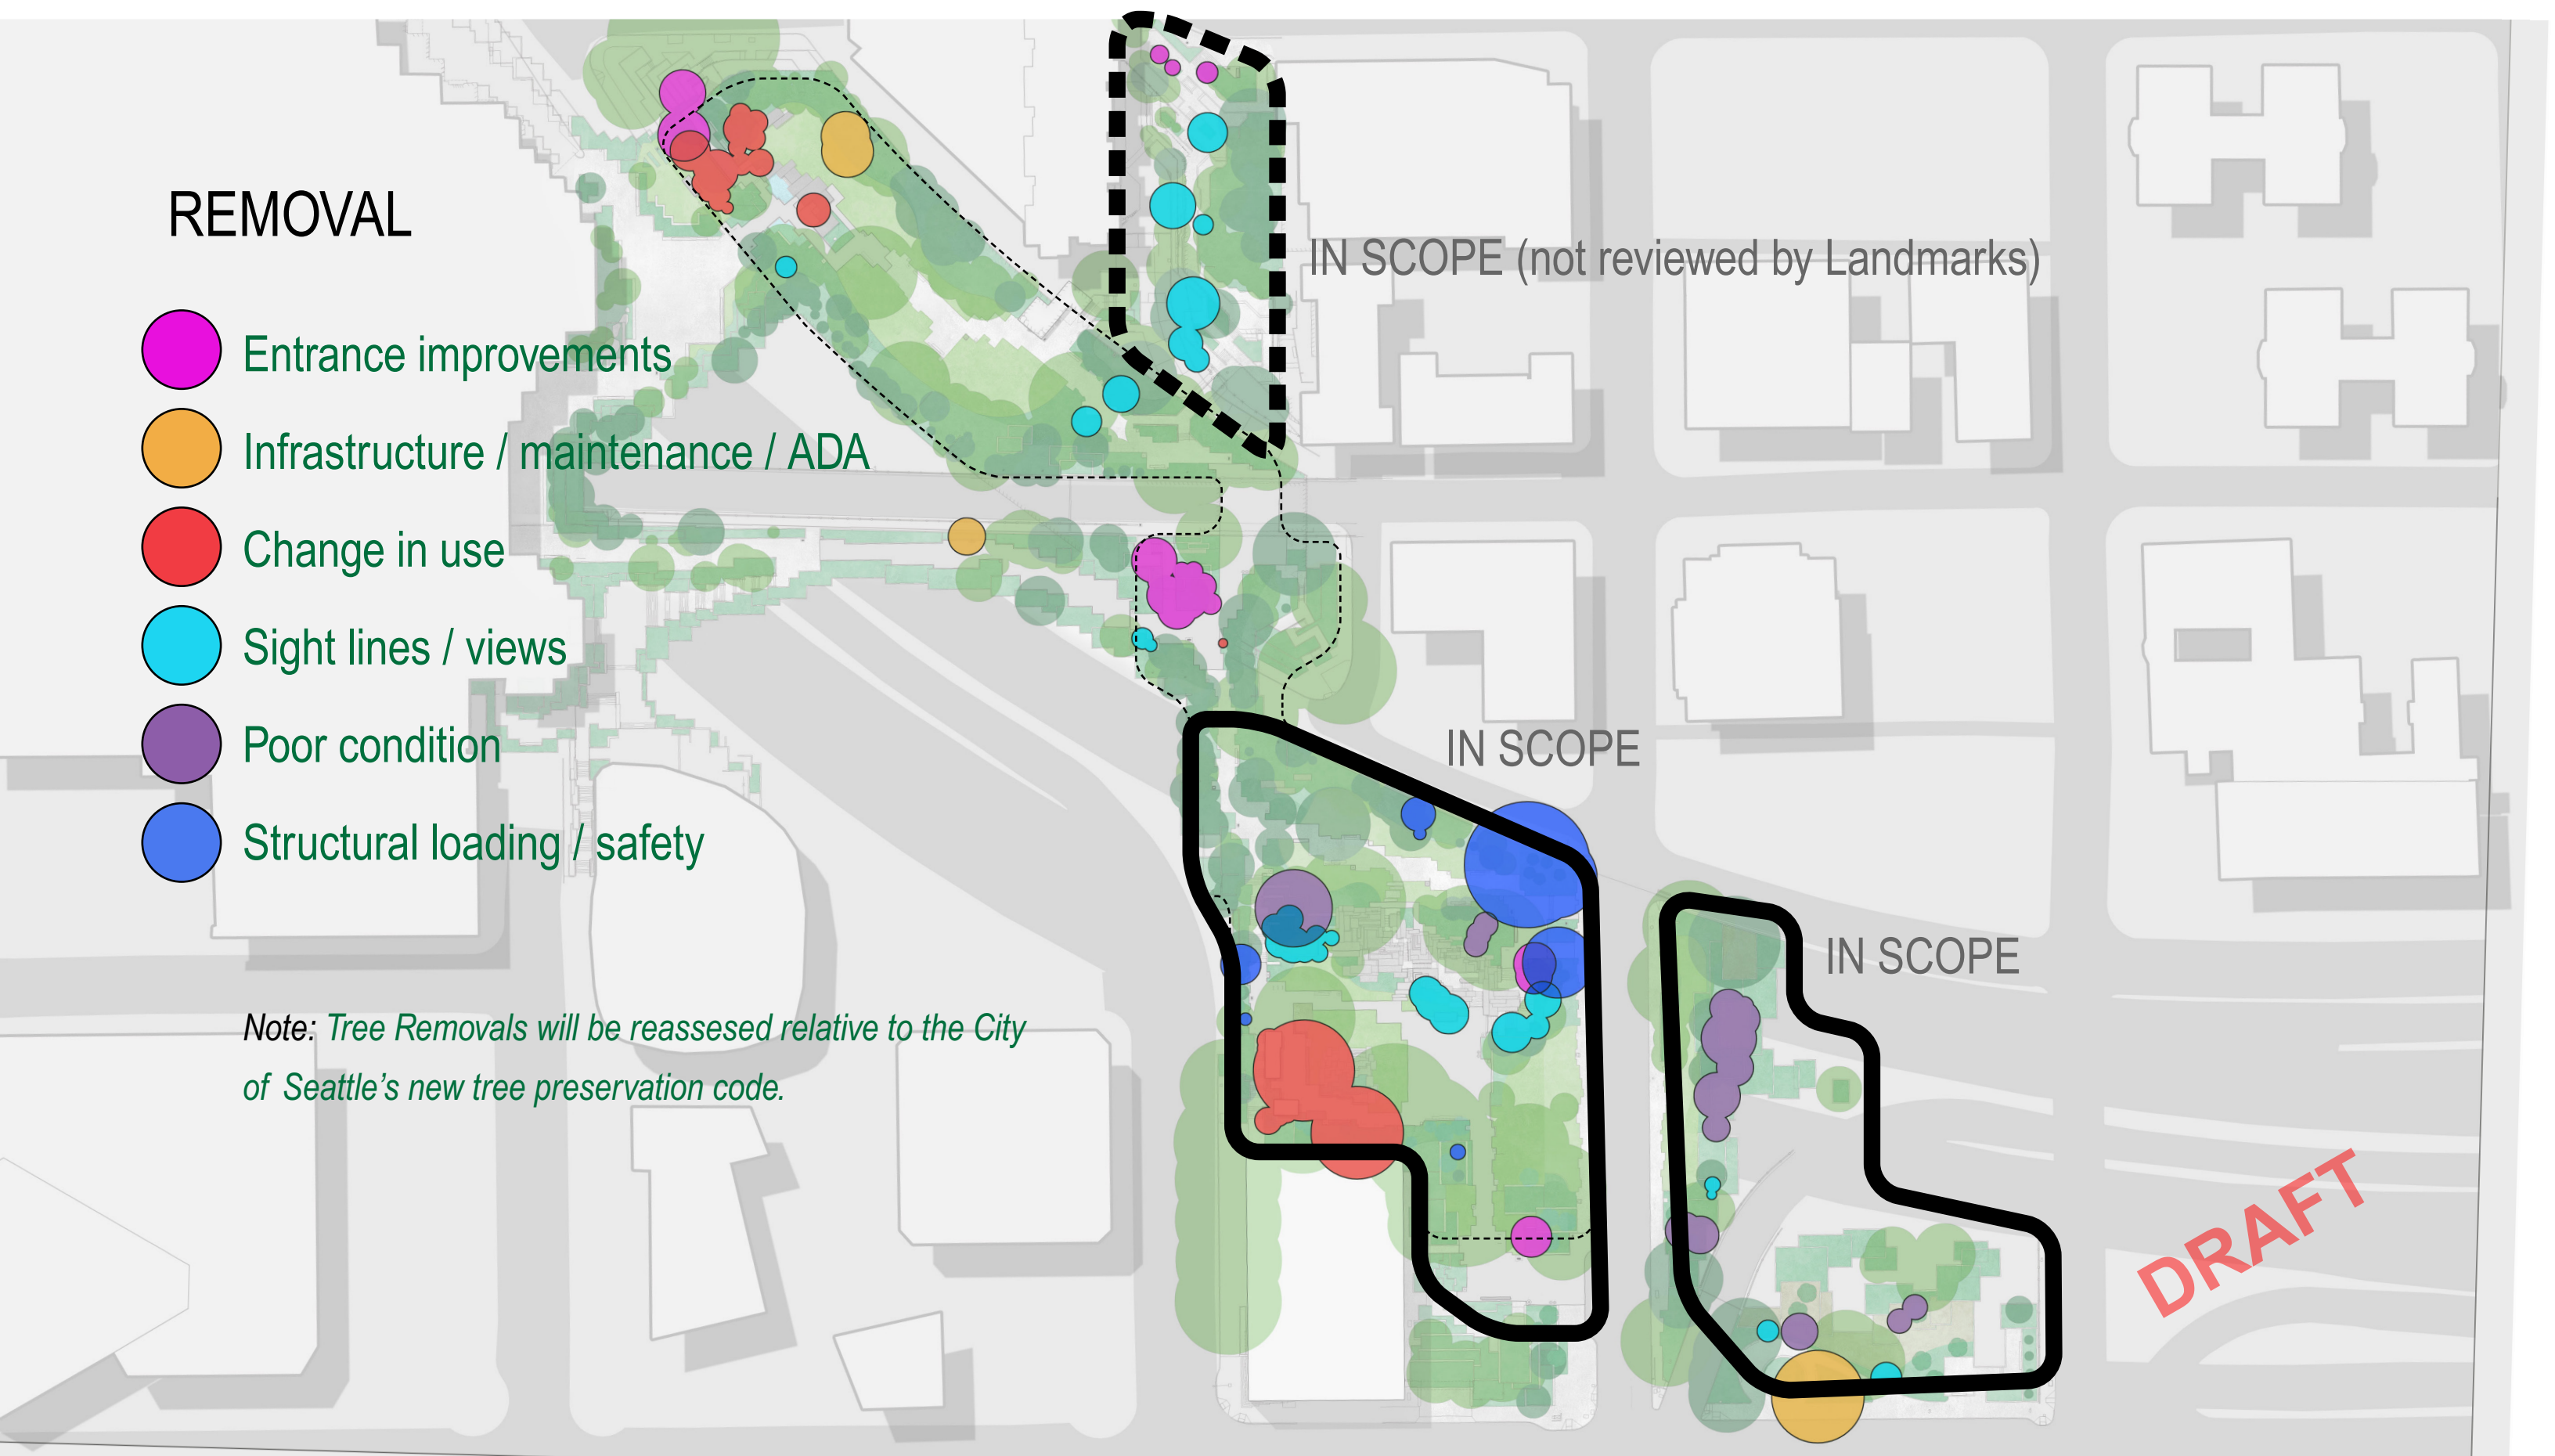 REMOVAL
Entrance improvements
Infrastructure / maintenance / ADA
Change in use
Sight lines / views
Poor condition
Structural loading / safety
Note: Tree Removals will be reassesed relative to the City
of Seattle's new tree preservation code.
IN SCOPE (not reviewed by Landmarks)
IN SCOPE
IN SCOPE
DRAFT